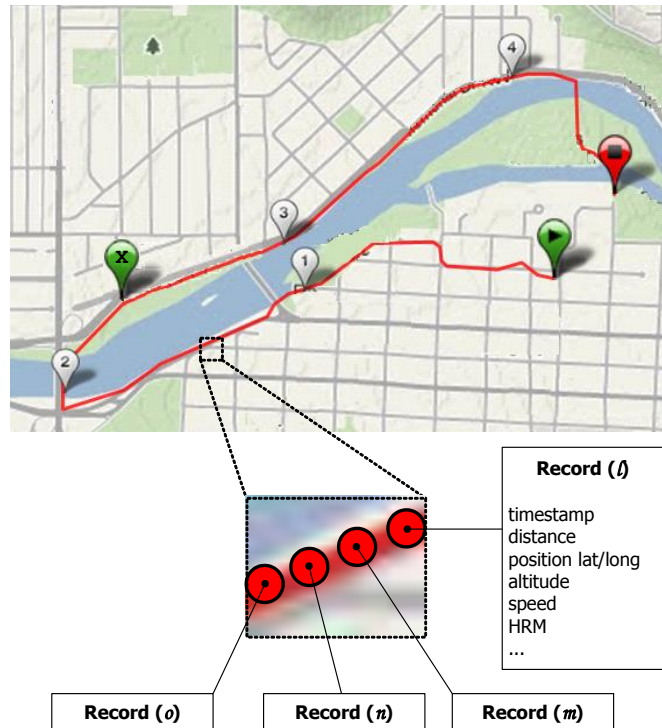 4
3
X
1
2
Record (l)
timestamp
distance
position lat/long
altitude
speed
HRM
...
Record (o)
Record (n)
Record (m)